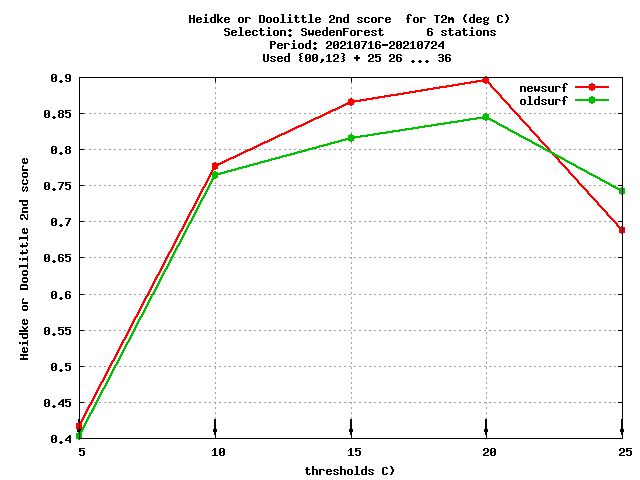 Heidke or Doolittle 2nd score  for T2m (deg C)
Selection: SwedenForest      6 stations
Period: 20210716-20210724
Used {00,12} + 25 26 ... 36
newsurf
oldsurf
Heidke or Doolittle 2nd score
0.9
0.85
0.8
0.75
0.7
0.65
0.6
0.55
0.5
0.45
0.4
5 10 15 20 25
thresholds C)